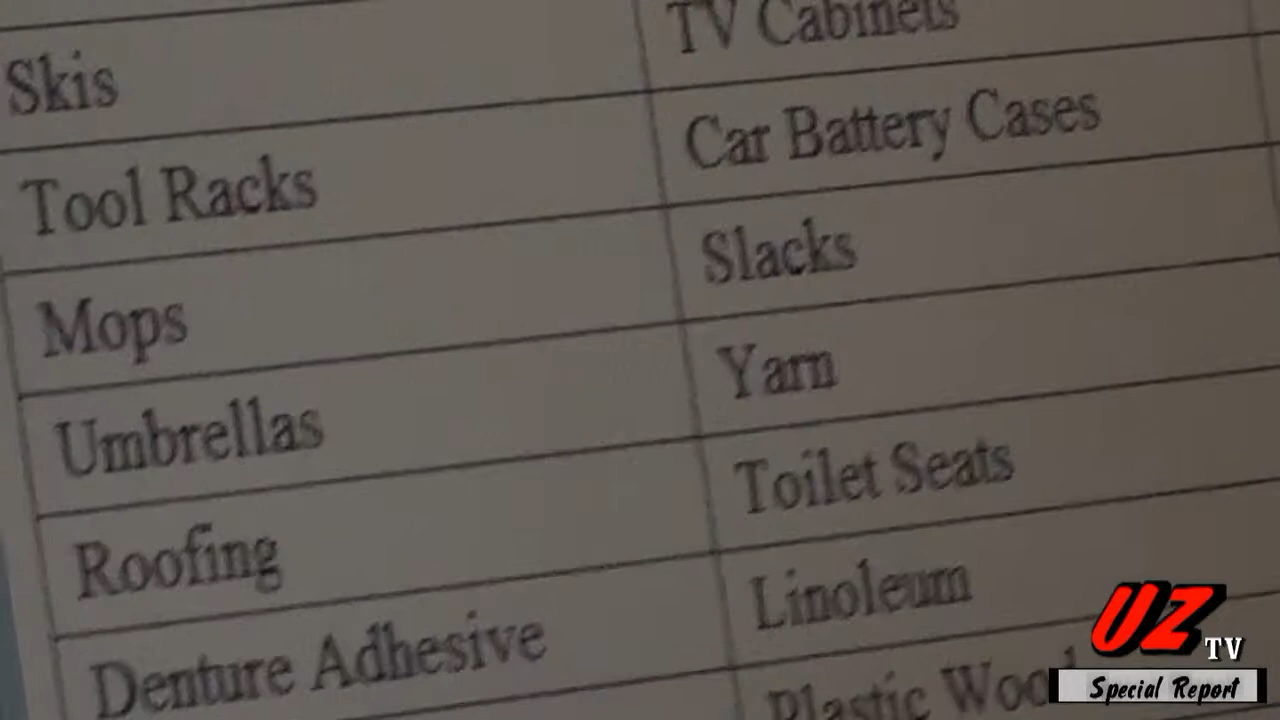 Skis
TV Cabinets
Tool Racks
Car Battery Cases
Mops
Slacks
Umbrellas
Yarn
Roofing
Toilet Seats
Denture Adhesive
Linoleum
Plastic
UZ TV
Special Report